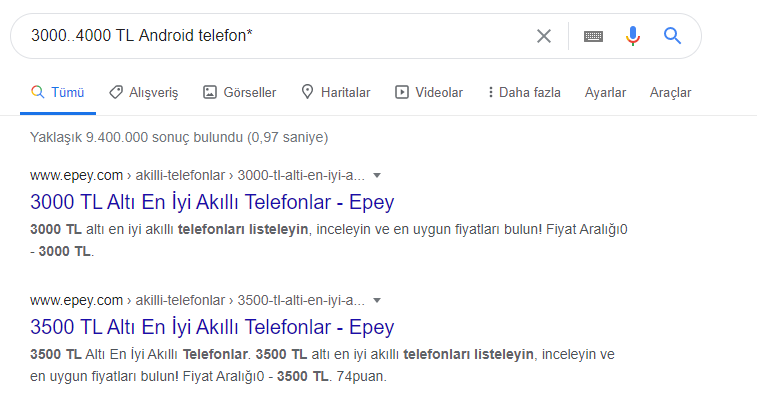 3000..4000 TL Android telefon*
Tümü Alışveriş Görseller Haritalar Videolar Daha fazla Ayarlar Araçlar
Yaklaşık 9.400.000 sonuç bulundu (0,97 saniye)
www.epey.com › akilli-telefonlar › 3000-tl-alti-en-iyi-a...
3000 TL Altı En İyi Akıllı Telefonlar - Epey
3000 TL altı en iyi akıllı telefonları listeleyin, inceleyin ve en uygun fiyatları bulun! Fiyat Aralığı0
- 3000 TL.
www.epey.com › akilli-telefonlar › 3500-tl-alti-en-iyi-a...
3500 TL Altı En İyi Akıllı Telefonlar - Epey
3500 TL Altı En İyi Akıllı Telefonlar. 3500 TL altı en iyi akıllı telefonları listeleyin, inceleyin ve
en uygun fiyatları bulun! Fiyat Aralığı0 - 3500 TL. 74puan.